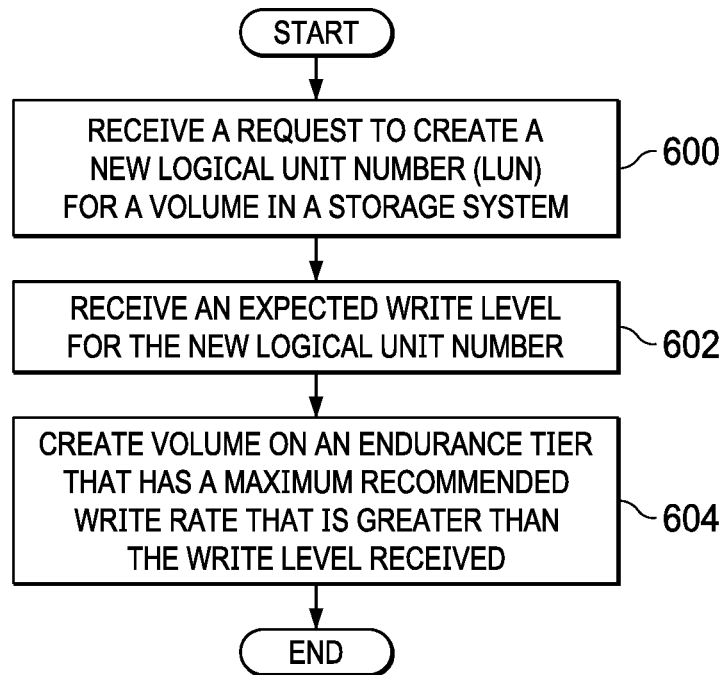 START
RECEIVE A REQUEST TO CREATE A
NEW LOGICAL UNIT NUMBER (LUN)
FOR A VOLUME IN A STORAGE SYSTEM
600
RECEIVE AN EXPECTED WRITE LEVEL
FOR THE NEW LOGICAL UNIT NUMBER
602
CREATE VOLUME ON AN ENDURANCE TIER
THAT HAS A MAXIMUM RECOMMENDED
WRITE RATE THAT IS GREATER THAN
THE WRITE LEVEL RECEIVED
604
END